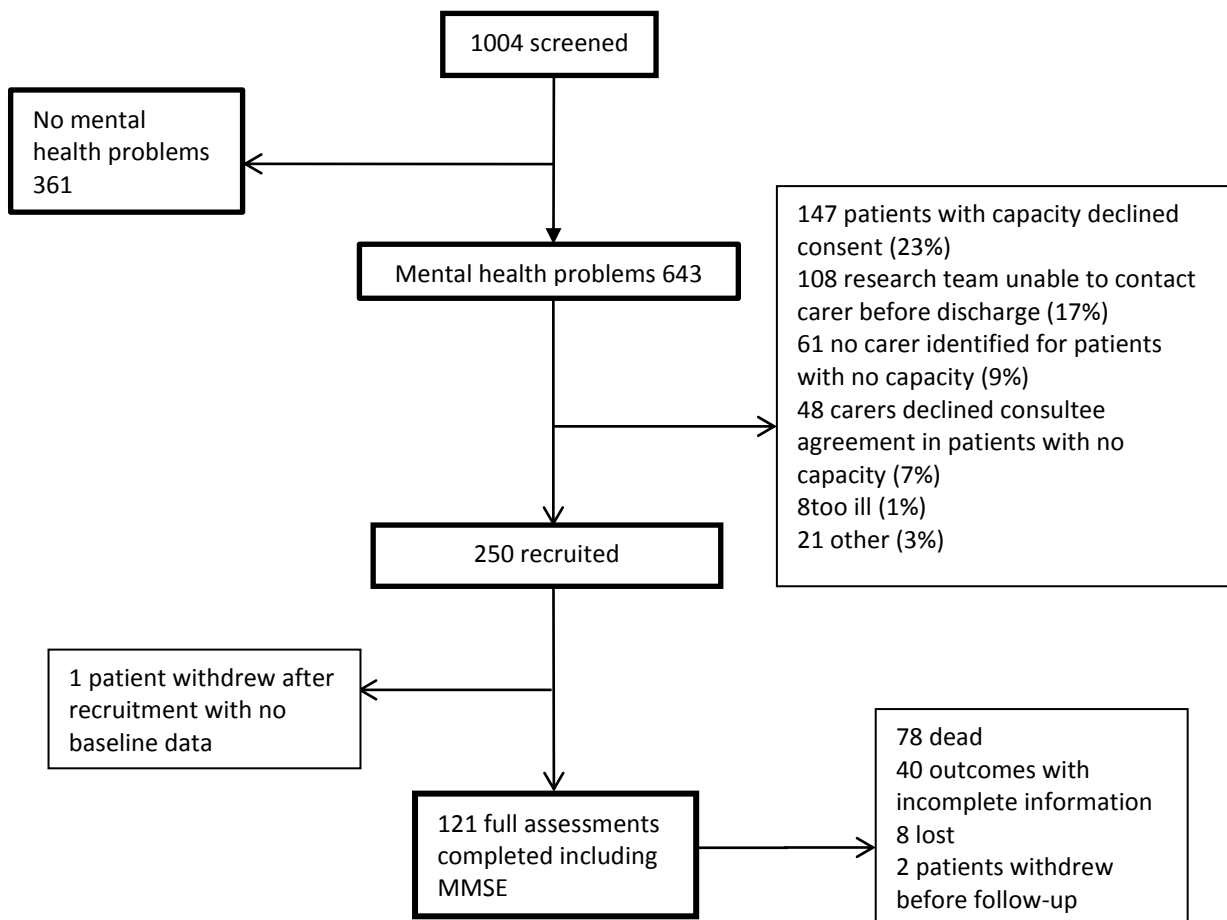 1004 screened
No mental
health problems
361
Mental health problems 643
147 patients with capacity declined
consent (23%)
108 research team unable to contact
carer before discharge (17%)
61 no carer identified for patients
with no capacity (9%)
48 carers declined consultee
agreement in patients with no
capacity (7%)
8too ill (1%)
21 other (3%)
250 recruited
1 patient withdrew after
recruitment with no
baseline data
121 full assessments
completed including
MMSE
78 dead
40 outcomes with
incomplete information
8 lost
2 patients withdrew
before follow-up